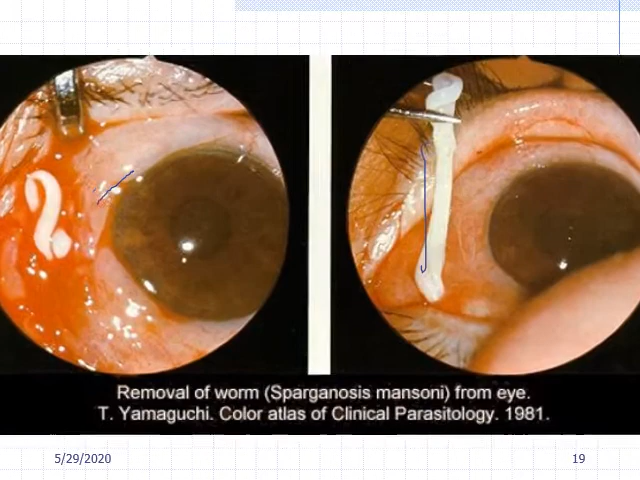 Removal of worm (Sparganosis mansoni) from eye.
T. Yamaguchi. Color atlas of Clinical Parasitology. 1981.
5/29/2020
19